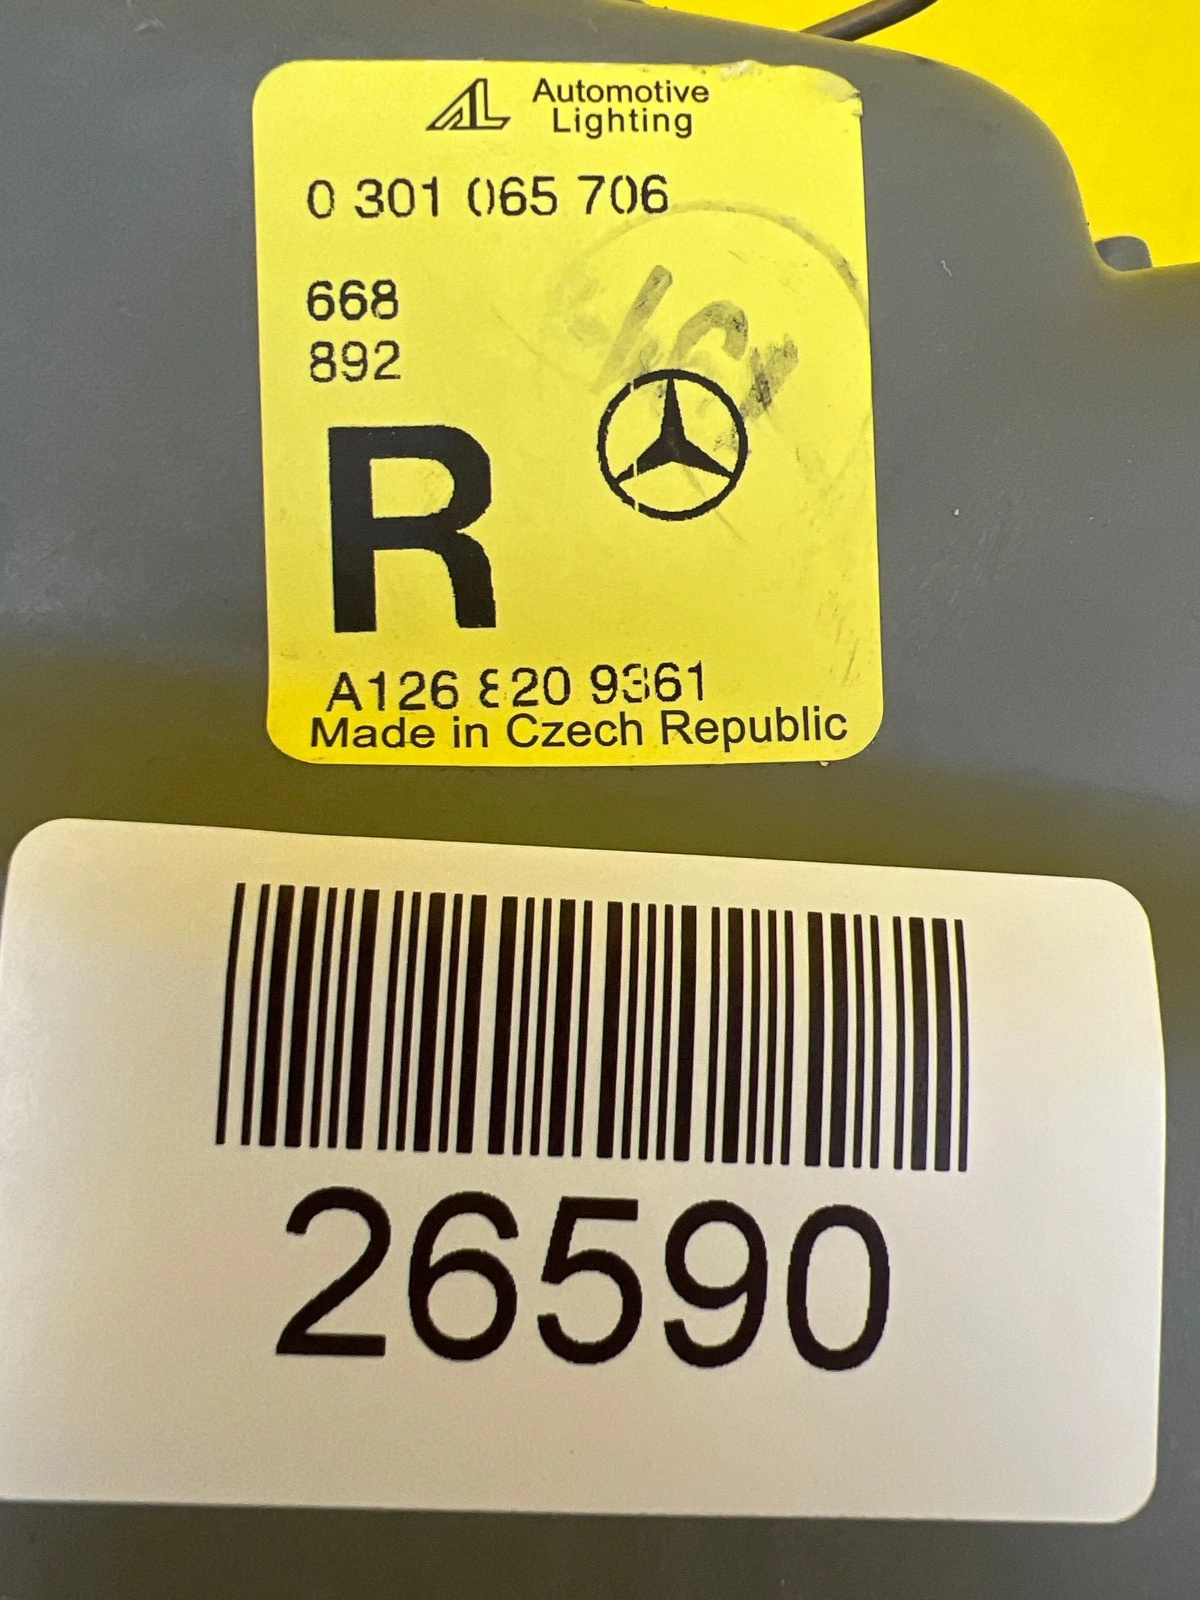 Automotive
Lighting
0 301 065 706
668
892
R
A126 820 9361
Made in Czech Republic
26590